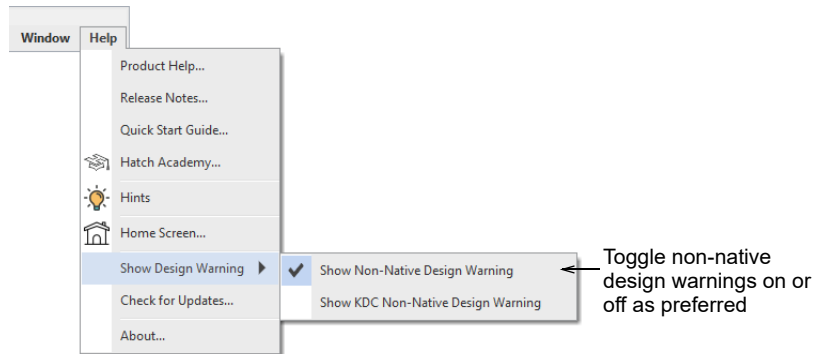 Window Help
Product Help...
Release Notes...
Quick Start Guide...
Hatch Academy...
Hints
Home Screen...
Show Design Warning
Check for Updates...
About...
Show Non-Native Design Warning
Show KDC Non-Native Design Warning
Toggle non-native
design warnings on or
off as preferred